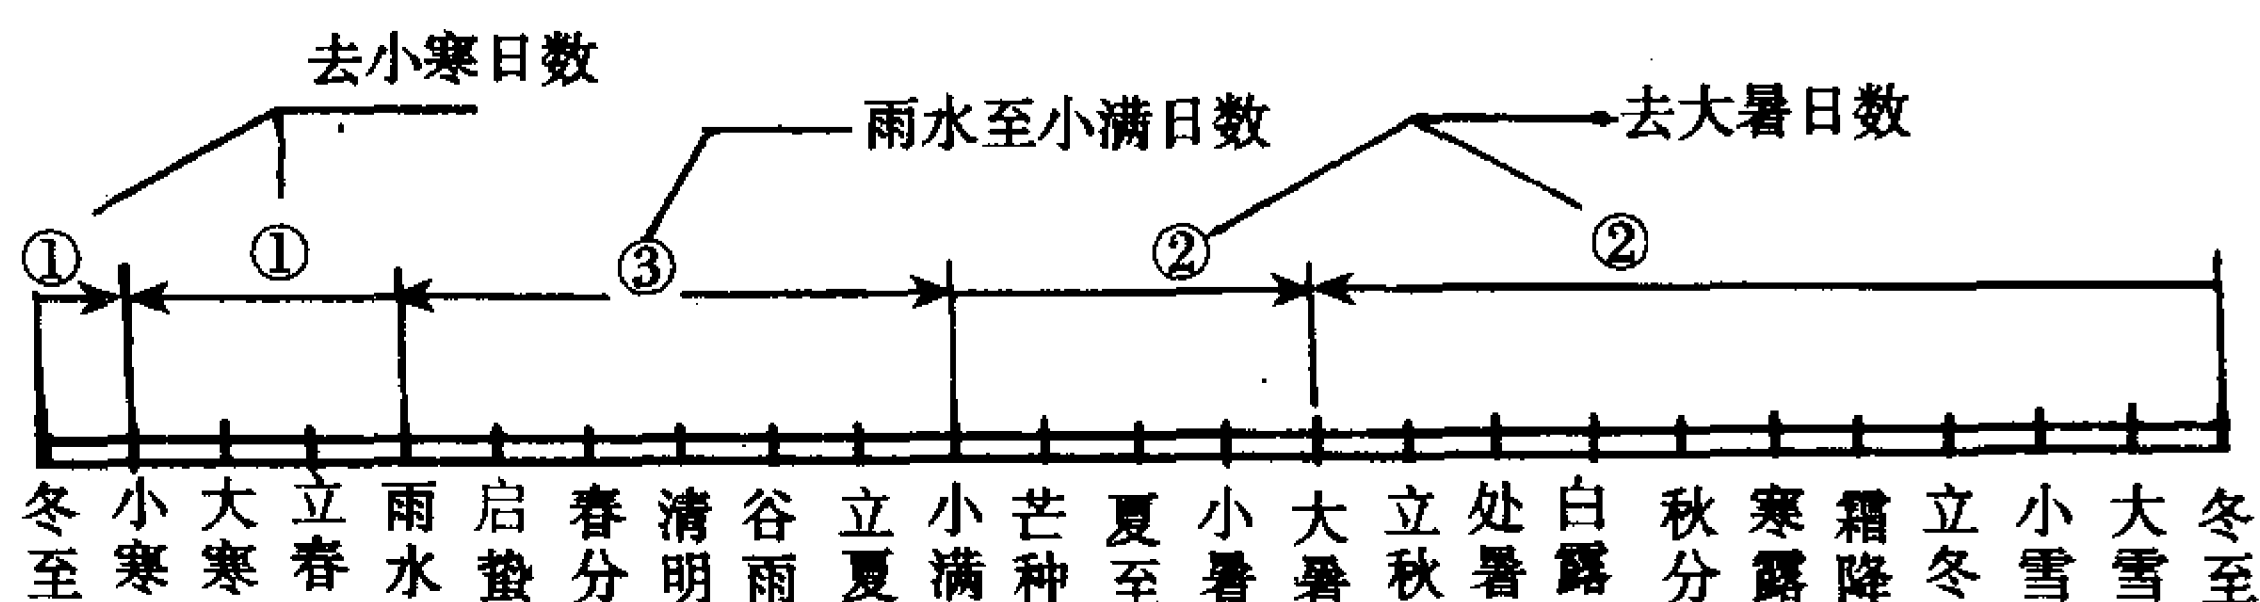 去小寒日数
雨水至小满日数
去大暑日数
① ① ③ ② ②
冬至 小寒 大寒 立春 雨水 启蛰 春分 清明 谷雨 立夏 小满 芒种 夏至 小暑 大暑 立秋 处暑 白露 秋分 寒露 霜降 立冬 小雪 大雪 冬至